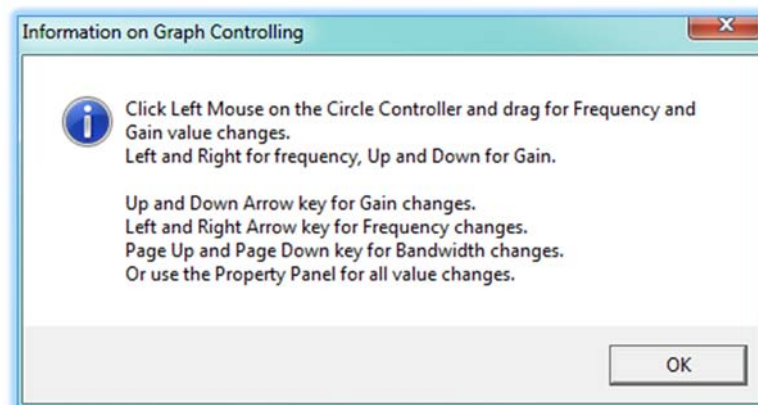 Information on Graph Controlling
Click Left Mouse on the Circle Controller and drag for Frequency and
Gain value changes.
Left and Right for frequency, Up and Down for Gain.
Up and Down Arrow key for Gain changes.
Left and Right Arrow key for Frequency changes.
Page Up and Page Down key for Bandwidth changes.
Or use the Property Panel for all value changes.
OK